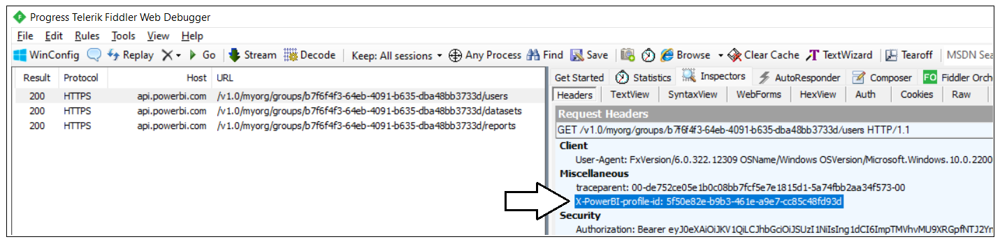 Progress Telerik Fiddler Web Debugger
File Edit Rules Tools View Help
WinConfig Replay Go Stream Decode Keep: All sessions Any Process Find Save Browse Clear Cache TextWizard Tearoff MSDN Sea
Result Protocol Host URL
200 HTTPS api.powerbi.com /v1.0/myorg/groups/b7f6f4f3-64eb-4091-b635-dba48bb3733d/users
200 HTTPS api.powerbi.com /v1.0/myorg/groups/b7f6f4f3-64eb-4091-b635-dba48bb3733d/datasets
200 HTTPS api.powerbi.com /v1.0/myorg/groups/b7f6f4f3-64eb-4091-b635-dba48bb3733d/reports
Get Started Statistics Inspectors AutoResponder Composer FO Fiddler Orche
Headers TextView SyntaxView WebForms HexView Auth Cookies Raw
Request Headers
GET /v1.0/myorg/groups/b7f6f4f3-64eb-4091-b635-dba48bb3733d/users HTTP/1.1
Client
User-Agent: FxVersion/6.0.322.12309 OSName/Windows OSVersion/Microsoft.Windows.10.0.2200
Miscellaneous
traceparent: 00-de752ce05e1b0c08bb7fcf5e7e1815d1-5a74fbb2aa34f573-00
X-PowerBI-profile-id: 5f50e82e-b9b3-461e-a9e7-cc85c48fd93d
Security
Authorization: Bearer eyJ0eXAiOiJKV1QiLCJhbGciOiJSUzI1NiIsIng1dCI6ImpTMVhvMU9XRGpfNTJ2Yn